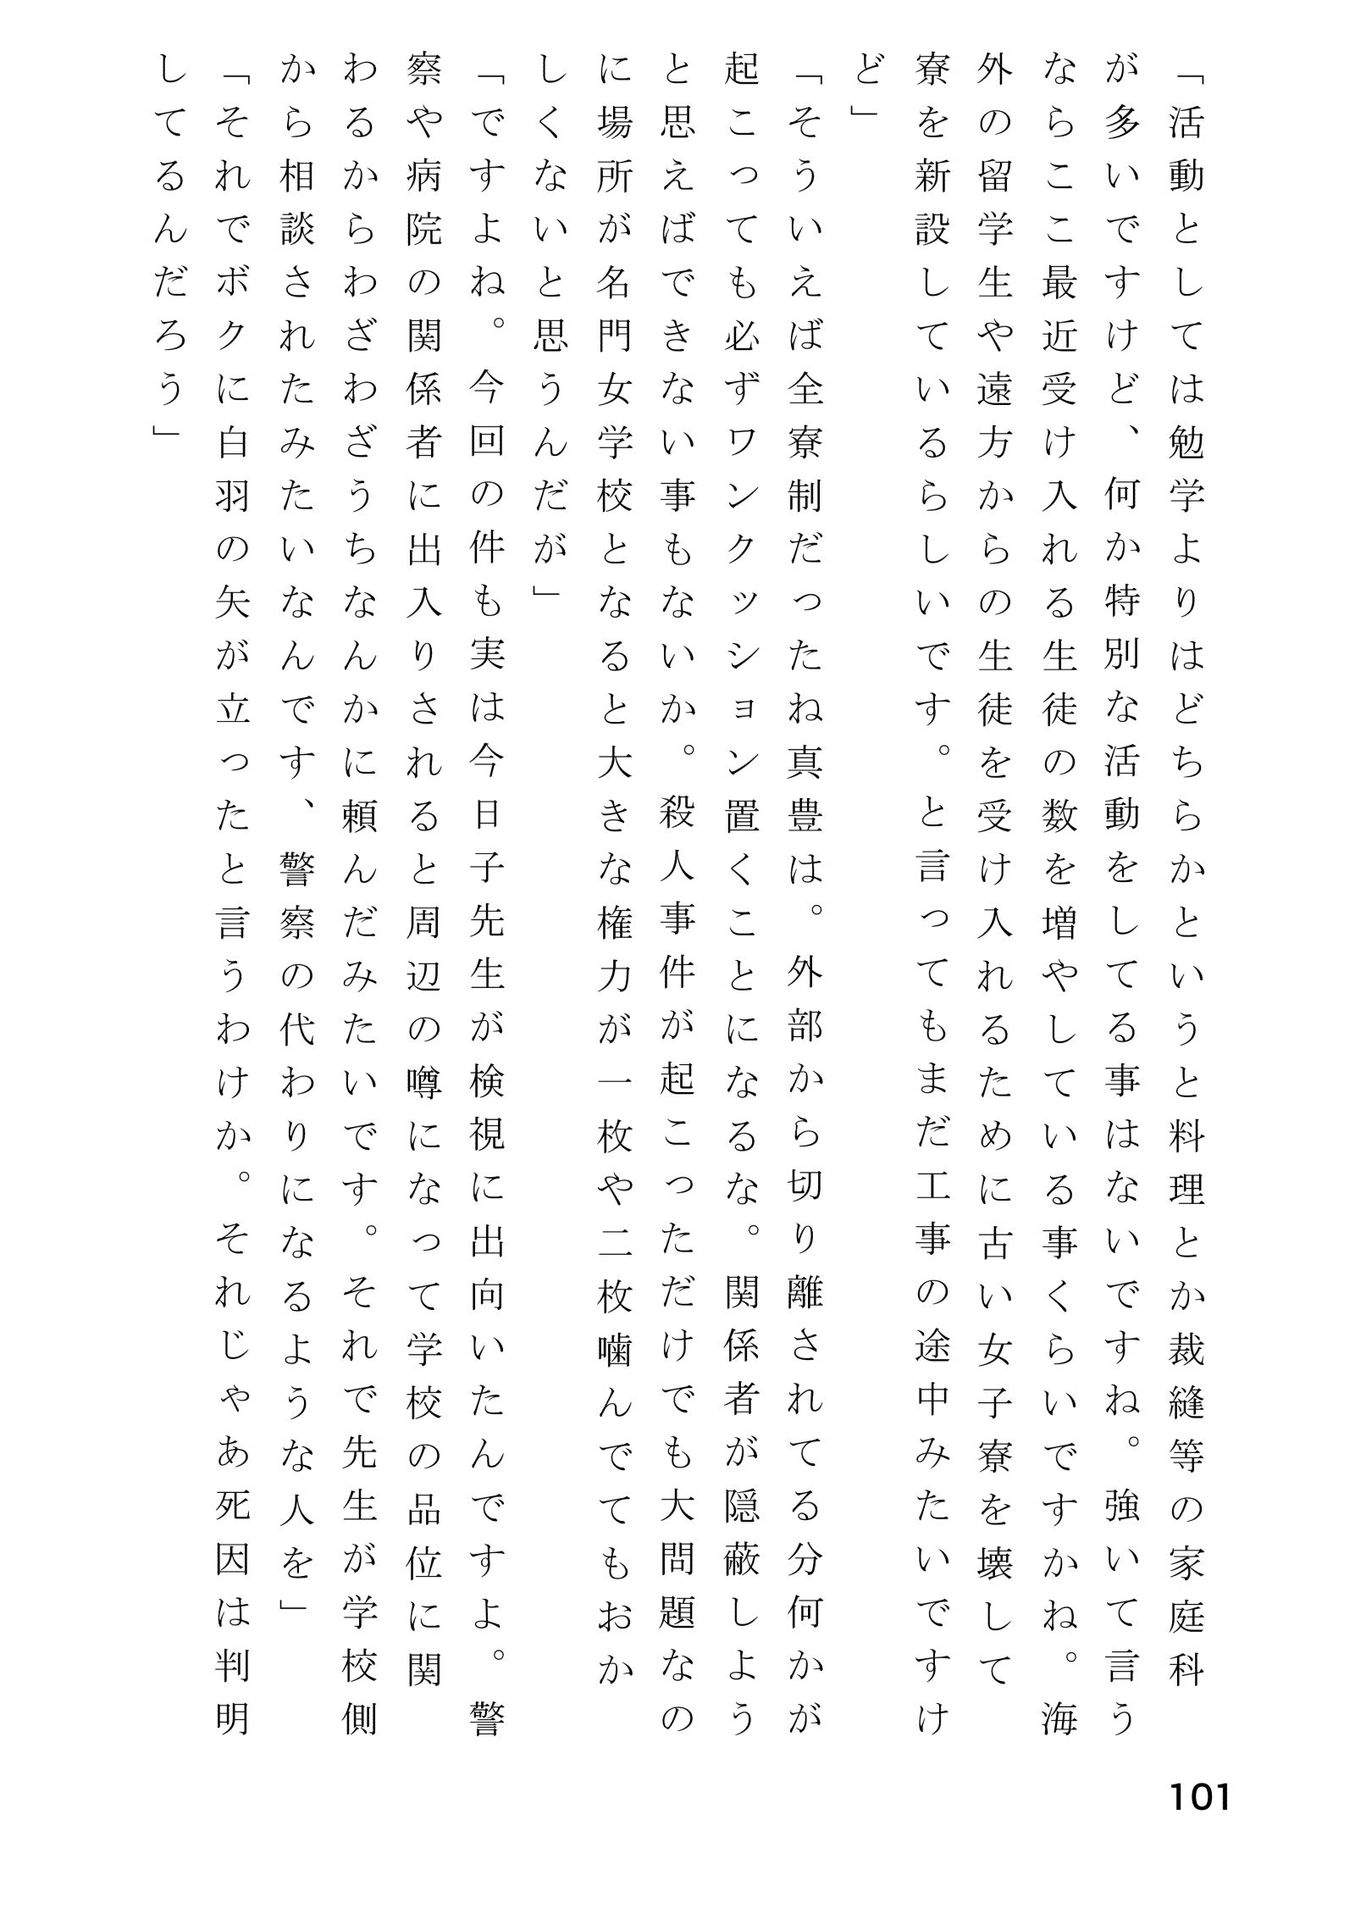 「活動としては勉学よりはどちらかというと料理とか裁縫等の家庭科
が多いですけど、何か特別な活動をしてる事はないですね。強いて言う
ならここ最近受け入れる生徒の数を増やしている事くらいですかね。海
外の留学生や遠方からの生徒を受け入れるために古い女子寮を壊して
寮を新設しているらしいです。と言ってもまだ工事の途中みたいですけ
ど」
「そういえば全寮制だったね真豊は。外部から切り離されてる分何かが
起こっても必ずワンクッション置くことになるな。関係者が隠蔽しよう
と思えばできない事もないか。殺人事件が起こっただけでも大問題なの
に場所が名門女学校となると大きな権力が一枚や二枚噛んでてもおか
しくないと思うんだが」
「ですよね。今回の件も実は今日子先生が検視に出向いたんですよ。警
察や病院の関係者に出入りされると周辺の噂になって学校の品位に関
わるからわざわざうちなんかに頼んだみたいです。それで先生が学校側
から相談されたみたいなんです、警察の代わりになるような人を」
「それでボクに白羽の矢が立ったと言うわけか。それじゃあ死因は判明
してるんだろう」
101